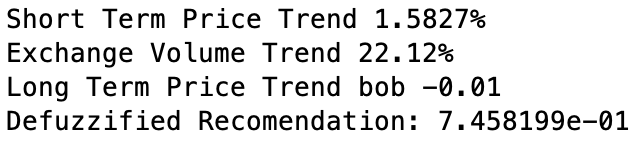 Short Term Price Trend 1.5827%
Exchange Volume Trend 22.12%
Long Term Price Trend bob -0.01
Defuzzified Recomendation: 7.458199e-01